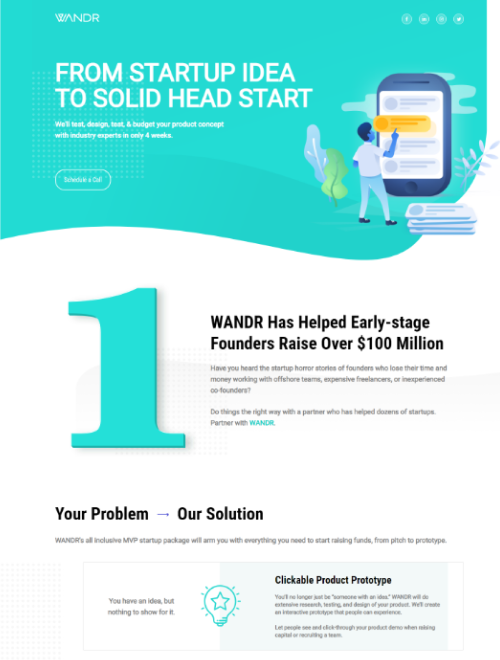 WANDR
FROM STARTUP IDEA
TO SOLID HEAD START
We'll test, design, test, & budget your product concept
with industry experts in only 4 weeks.
Schedule a Call
1
WANDR Has Helped Early-stage
Founders Raise Over $100 Million
Have you heard the startup horror stories of founders who lose their time and
money working with offshore teams, expensive freelancers, or inexperienced
co-founders?
Do things the right way with a partner who has helped dozens of startups.
Partner with WANDR.
Your Problem → Our Solution
WANDR's all inclusive MVP startup package will arm you with everything you need to start raising funds, from pitch to prototype.
You have an idea, but
nothing to show for it.
Clickable Product Prototype
You'll no longer just be "someone with an idea." WANDR will do
extensive research, testing, and design of your product. We'll create
an interactive prototype that people can experience.
Let people see and click-through your product demo when raising
capital or recruiting a team.